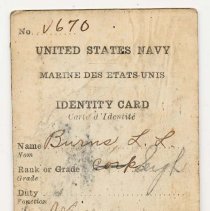 No. V670
UNITED STATES NAVY
MARINE DES ETATS-UNIS
IDENTITY CARD
Carte d'Identité
Name Burns, L. L.
Nom
Rank or Grade
Grade
Duty
Fonction